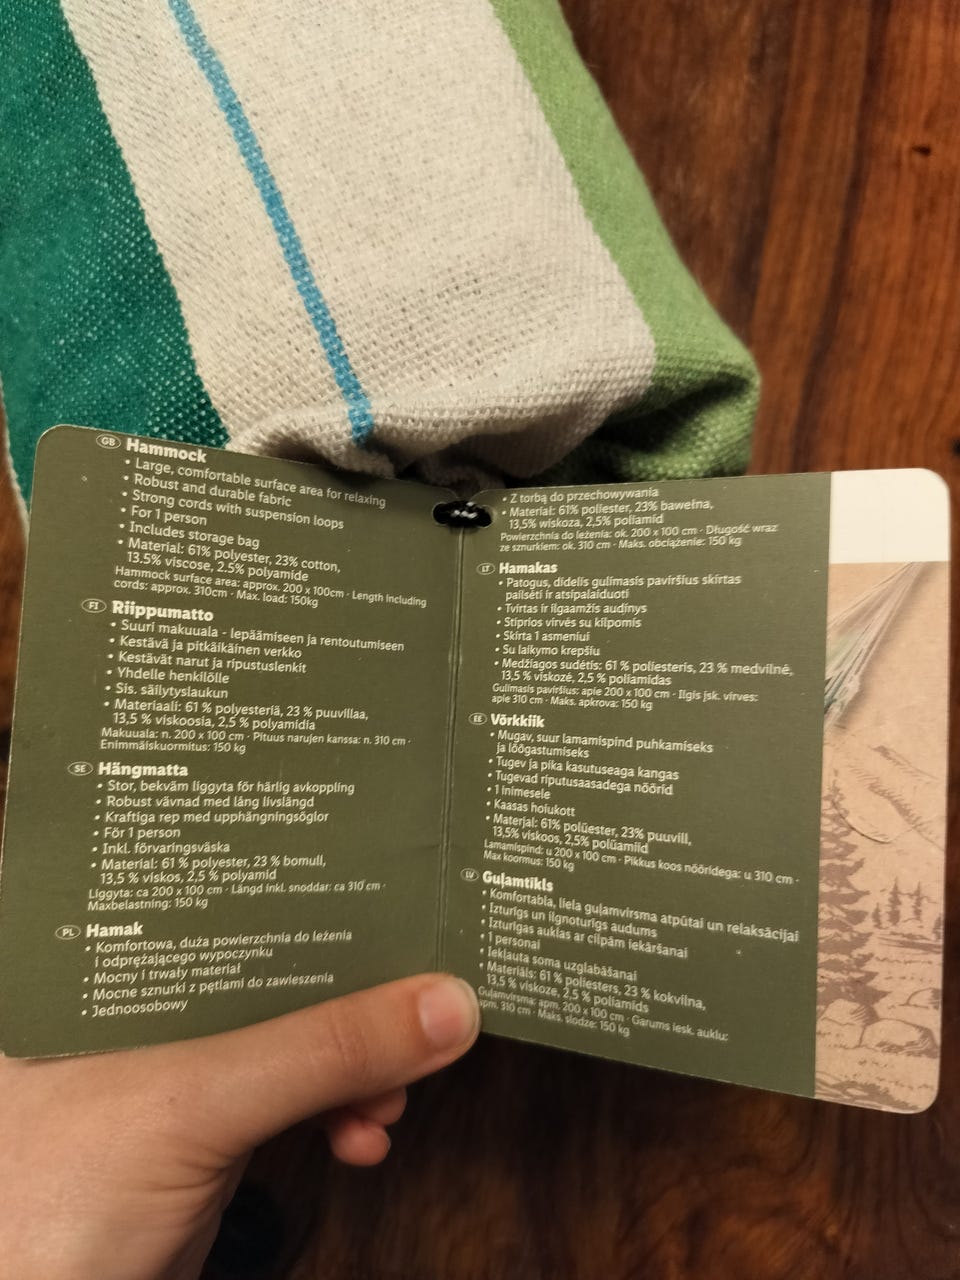 GB Hammock
• Large, comfortable surface area for relaxing
• Robust and durable fabric
• Strong cords with suspension loops
• For 1 person
• Includes storage bag
• Material: 61% polyester, 23% cotton,
13.5% viscose, 2.5% polyamide
Hammock surface area: approx. 200 x 100cm · Length including
cords: approx. 310cm · Max. load: 150kg
FI Riippumatto
• Suuri makuuala - lepäämiseen ja rentoutumiseen
• Kestävä ja pitkäikäinen verkko
• Kestävät narut ja ripustuslenkit
• Yhdelle henkilölle
• Sis. säilytyslaukun
• Materiaali: 61 % polyesteriä, 23 % puuvillaa,
13,5 % viskoosia, 2,5 % polyamidia
Makuuala: n. 200 x 100 cm · Pituus narujen kanssa: n. 310 cm ·
Enimmäiskuormitus: 150 kg
SE Hängmatta
• Stor, bekväm liggyta för härlig avkoppling
• Robust vävnad med lång livslängd
• Kraftiga rep med upphängningsöglor
• För 1 person
• Inkl. förvaringsväska
• Material: 61 % polyester, 23 % bomull,
13,5 % viskos, 2,5 % polyamid
Liggyta: ca 200 x 100 cm · Längd inkl. snoddar: ca 310 cm ·
Maxbelastning: 150 kg
PL Hamak
• Komfortowa, duża powierzchnia do leżenia
i odprężającego wypoczynku
• Mocny i trwały materiał
• Mocne sznurki z pętlami do zawieszenia
• Jednoosobowy
• Z torbą do przechowywania
• Materiał: 61% poliester, 23% bawełna,
13,5% wiskoza, 2,5% poliamid
Powierzchnia do leżenia: ok. 200 x 100 cm · Długość wraz
ze sznurkiem: ok. 310 cm · Maks. obciążenie: 150 kg
LT Hamakas
• Patogus, didelis gulimasis paviršius skirtas
pailsėti ir atsipalaiduoti
• Tvirtas ir ilgaamžis audinys
• Stiprios virvės su kilpomis
• Skirta 1 asmeniui
• Su laikymo krepšiu
• Medžiagos sudėtis: 61 % poliesteris, 23 % medvilnė,
13,5 % viskozė, 2,5 % poliamidas
Gulimasis paviršius: apie 200 x 100 cm · Ilgis įsk. virves:
apie 310 cm · Maks. apkrova: 150 kg
EE Võrkkiik
• Mugav, suur lamamispind puhkamiseks
ja lõõgastumiseks
• Tugev ja pika kasutuseaga kangas
• Tugevad riputusaasadega nöörid
• 1 inimesele
• Kaasas hoiukott
• Materjal: 61% polüester, 23% puuvill,
13,5% viskoos, 2,5% polüamiid
Lamamispind: u 200 x 100 cm · Pikkus koos nööridega: u 310 cm ·
Max koormus: 150 kg
LV Guļamtīkls
• Komfortabla, liela guļamvirsma atpūtai un relaksācijai
• Izturīgs un ilgnoturīgs audums
• Izturīgas auklas ar cilpām iekāršanai
• 1 personai
• Iekļauta soma uzglabāšanai
• Materiāls: 61 % poliesters, 23 % kokvilna,
13,5 % viskoze, 2,5 % poliamīds
Guļamvirsma: apm. 200 x 100 cm · Garums iesk. auklu:
apm. 310 cm · Maks. slodze: 150 kg